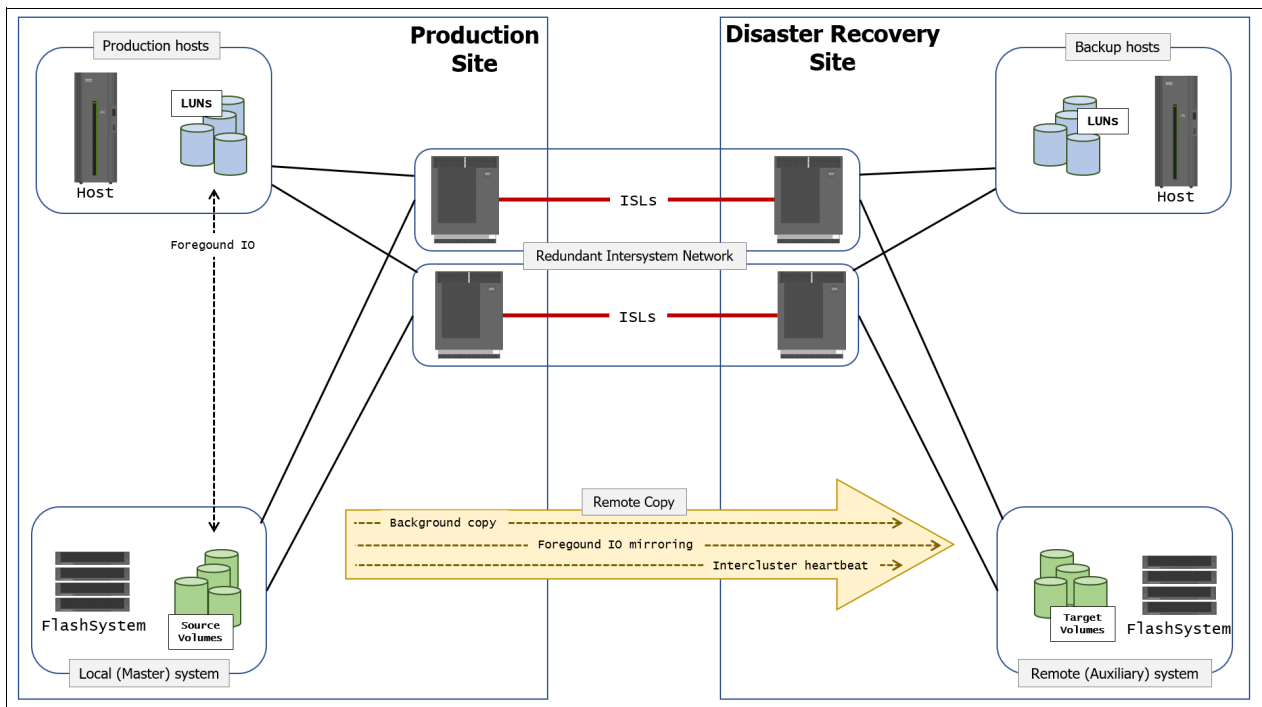 Production hosts
LUNs
Host
Foregound IO
Production
Site
Disaster Recovery
Site
Backup hosts
LUNs
Host
ISLs
Redundant Intersystem Network
ISLs
Remote Copy
Background copy
Foregound IO mirroring
Intercluster heartbeat
FlashSystem
Source
Volumes
Local (Master) system
Target
Volumes
FlashSystem
Remote (Auxiliary) system